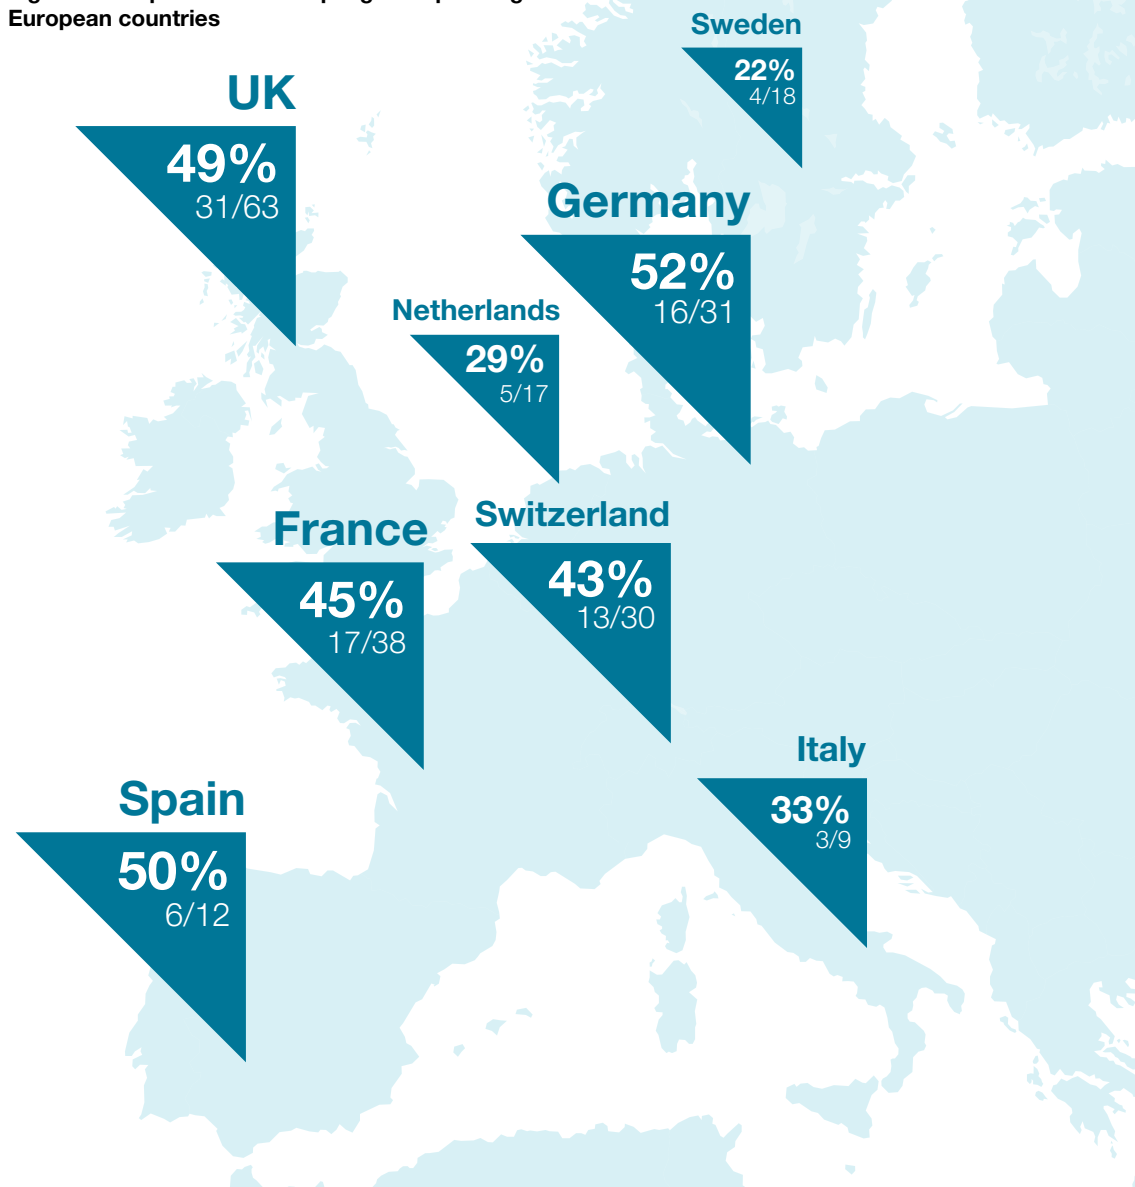 European countries
Sweden
22%
4/18
UK
49%
31/63
Germany
52%
16/31
Netherlands
29%
5/17
Switzerland
43%
13/30
France
45%
17/38
Italy
33%
3/9
Spain
50%
6/12